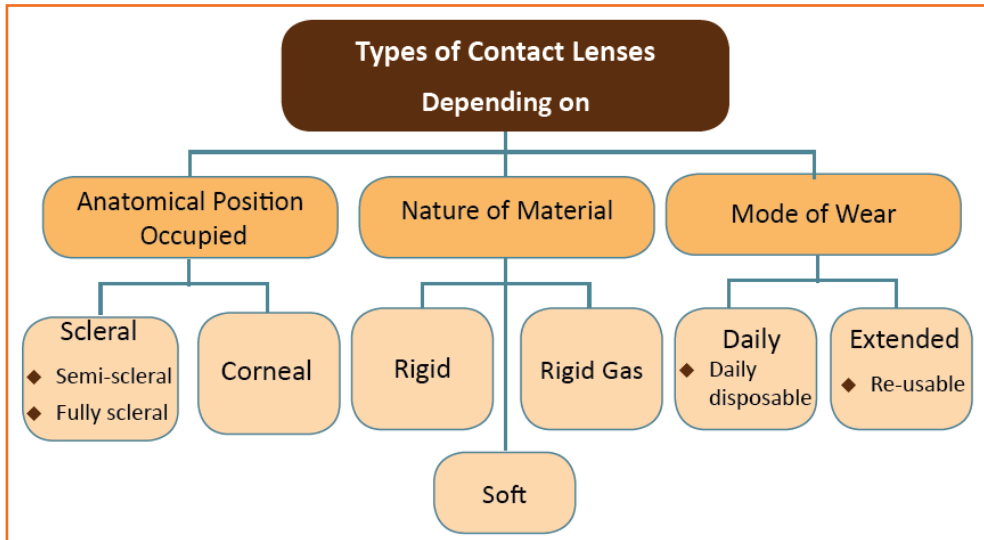 Types of Contact Lenses
Depending on
Anatomical Position
Occupied
Nature of Material
Mode of Wear
Scleral
◆ Semi-scleral
◆ Fully scleral
Corneal
Rigid
Rigid Gas
Daily
◆ Daily
disposable
Extended
◆ Re-usable
Soft